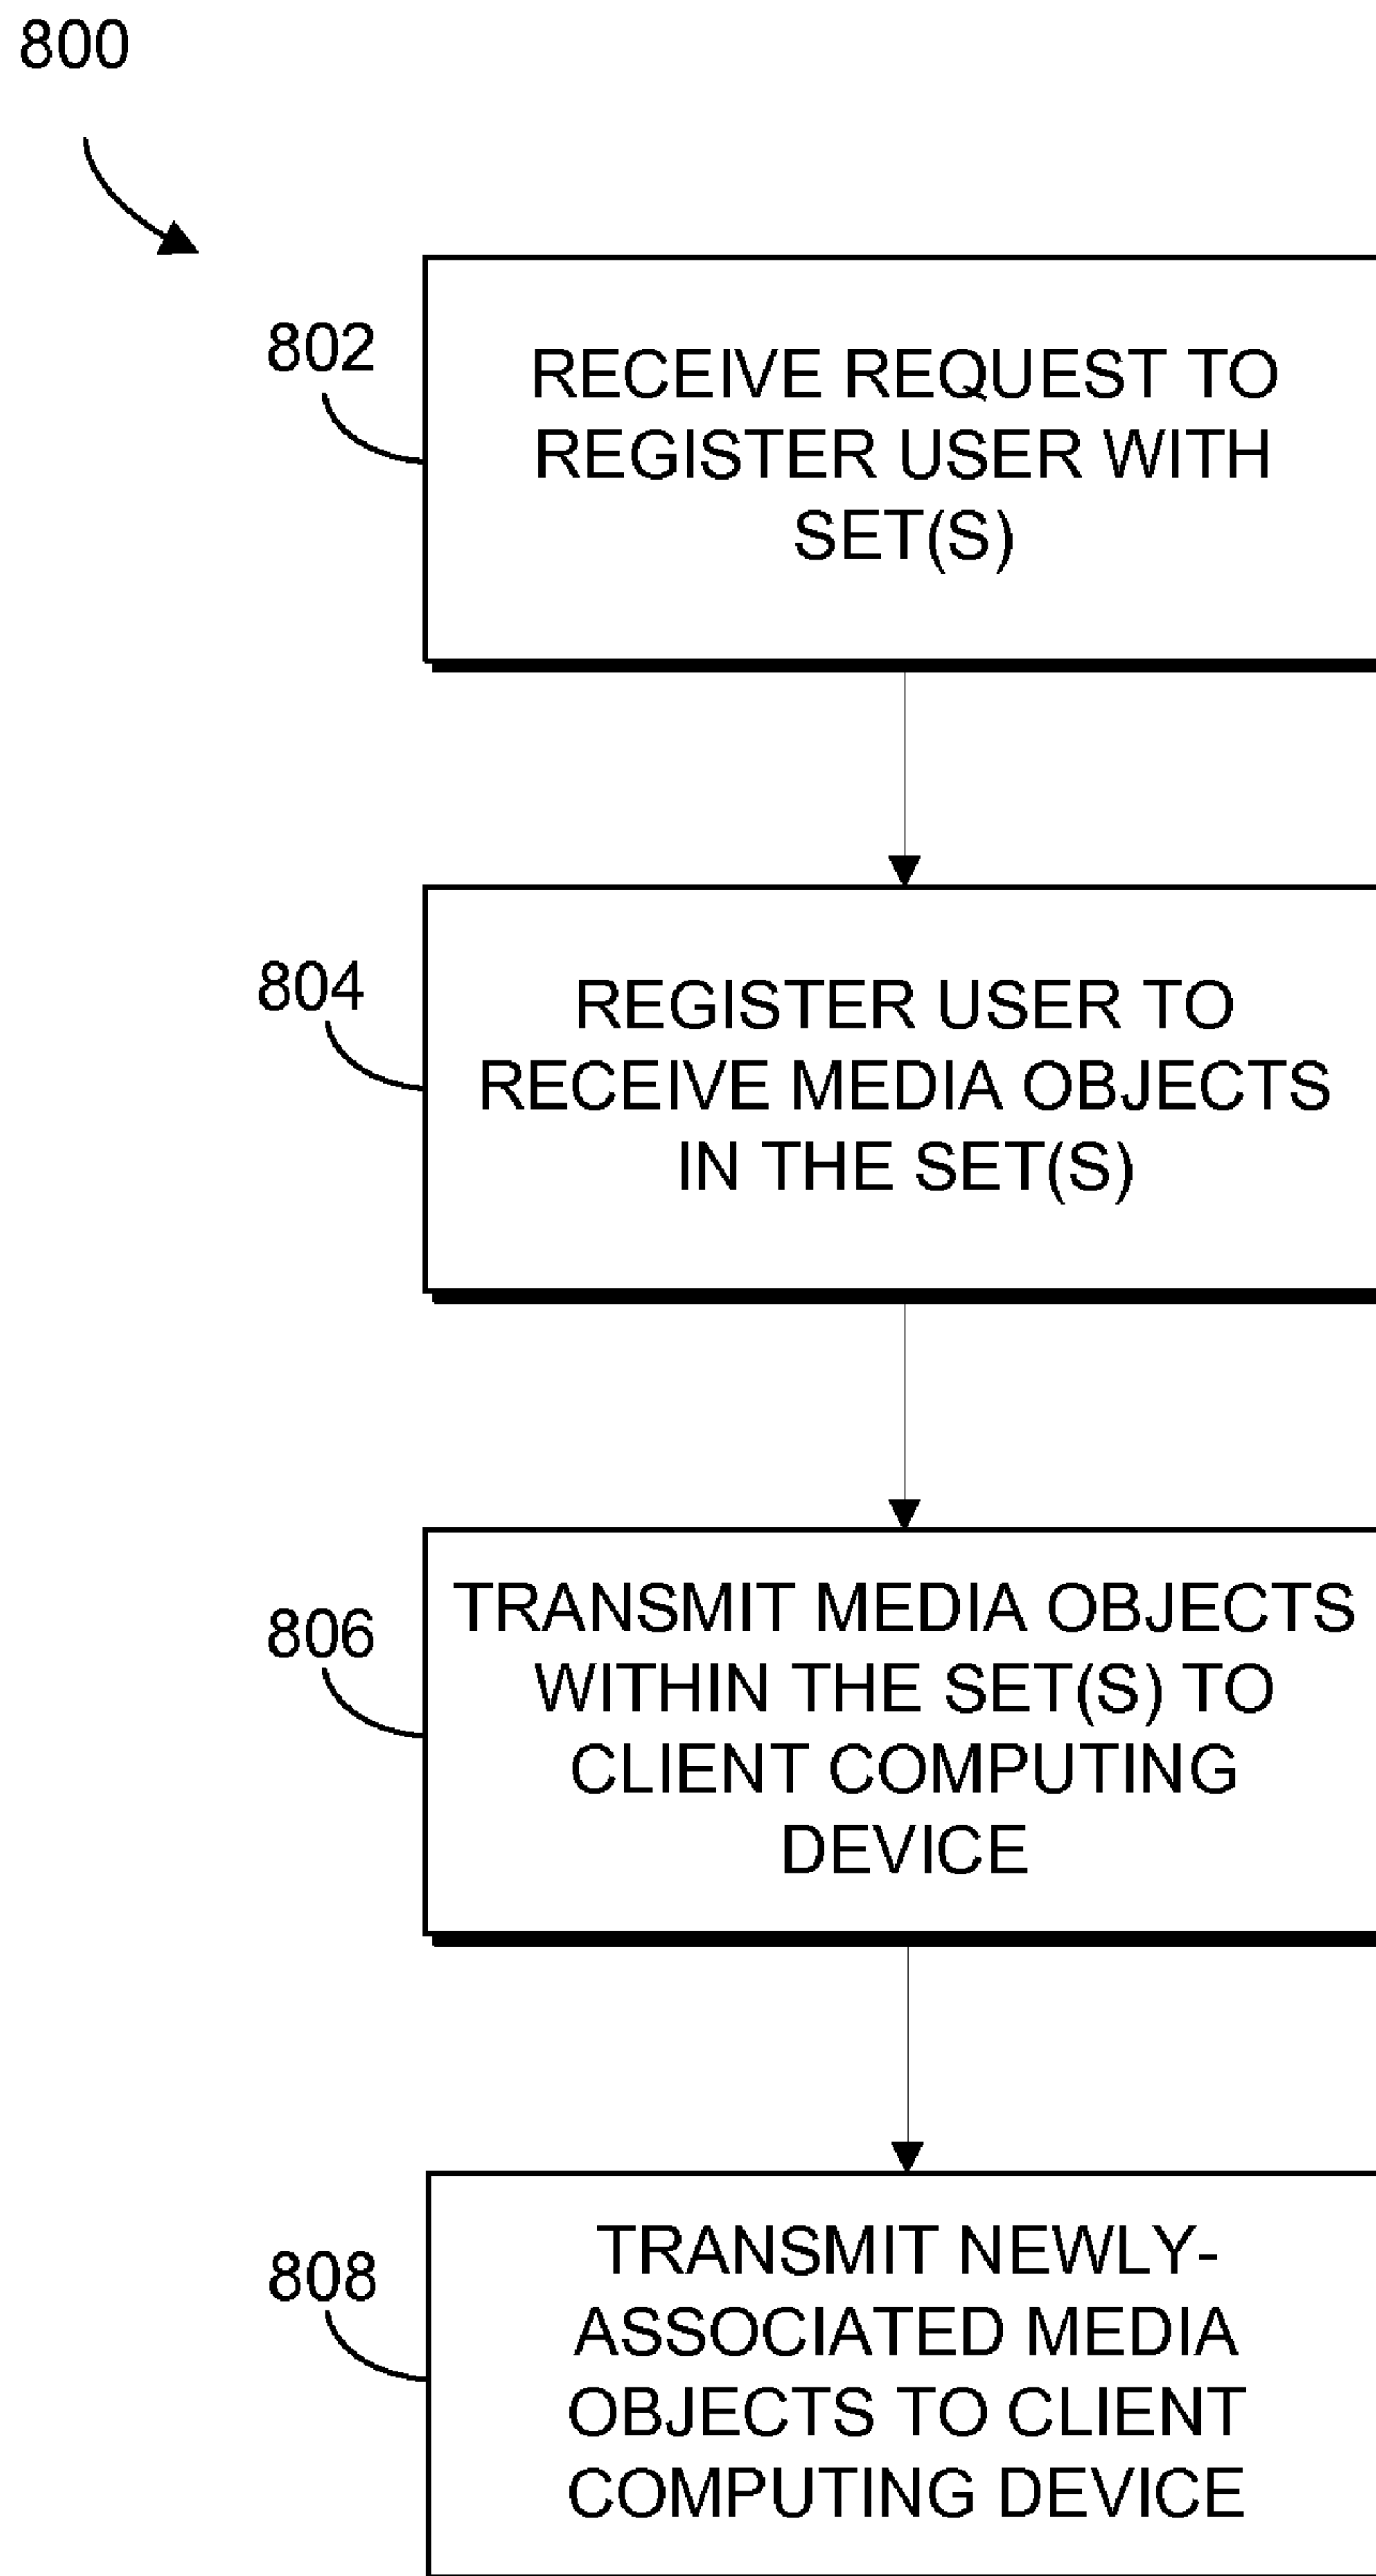 800
802
RECEIVE REQUEST TO
REGISTER USER WITH
SET(S)
804
REGISTER USER TO
RECEIVE MEDIA OBJECTS
IN THE SET(S)
806
TRANSMIT MEDIA OBJECTS
WITHIN THE SET(S) TO
CLIENT COMPUTING
DEVICE
808
TRANSMIT NEWLY-
ASSOCIATED MEDIA
OBJECTS TO CLIENT
COMPUTING DEVICE